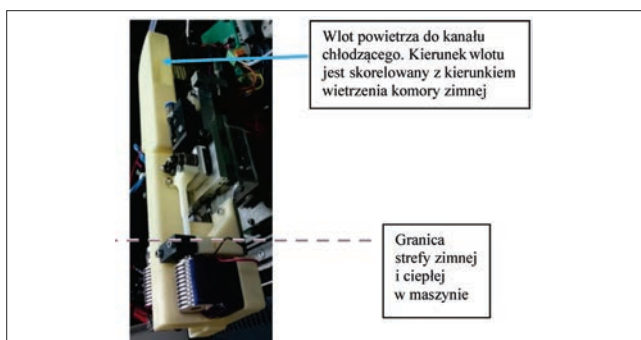 Wlot powietrza do kanału
chłodzącego. Kierunek wlotu
jest skorelowany z kierunkiem
wietrzenia komory zimnej
Granica
strefy zimnej
i ciepłej
w maszynie